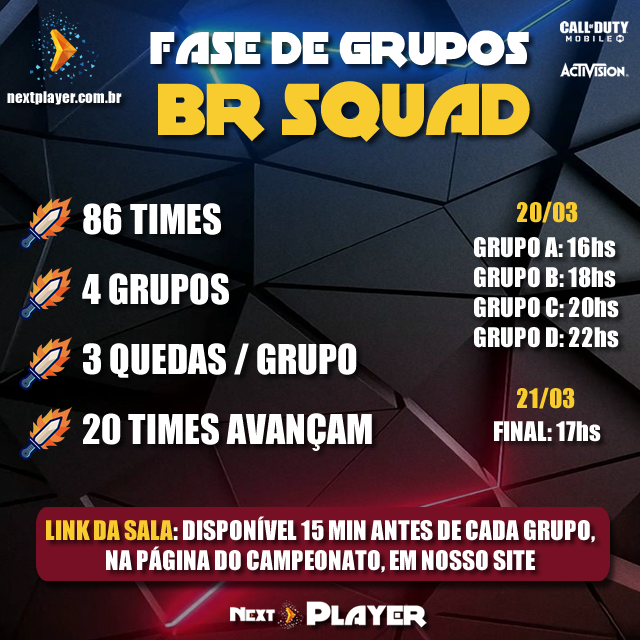 nextplayer.com.br
FASE DE GRUPOS
BR SQUAD
CALL OF DUTY
MOBILE
ACTIVISION
86 TIMES
4 GRUPOS
3 QUEDAS / GRUPO
20 TIMES AVANÇAM
20/03
GRUPO A: 16hs
GRUPO B: 18hs
GRUPO C: 20hs
GRUPO D: 22hs
21/03
FINAL: 17hs
LINK DA SALA: DISPONÍVEL 15 MIN ANTES DE CADA GRUPO,
NA PÁGINA DO CAMPEONATO, EM NOSSO SITE
NEXT PLAYER